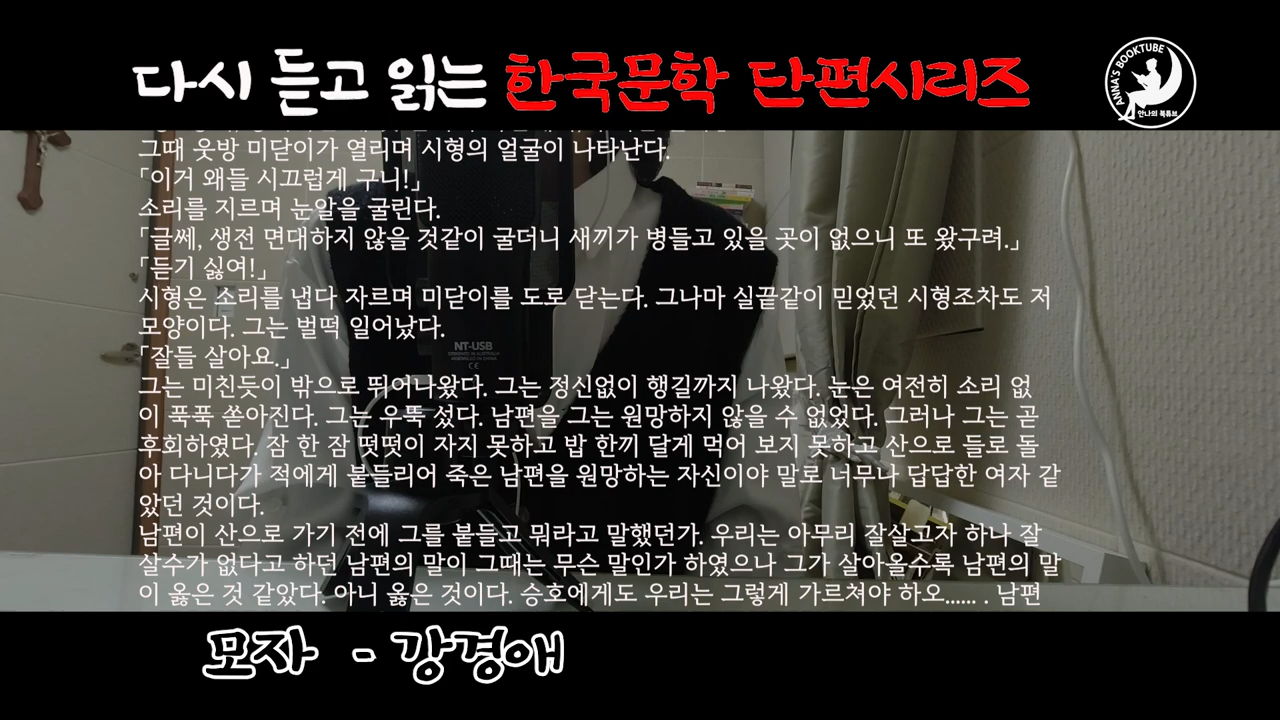 다시 듣고 읽는 한국문학 단편시리즈
ANNA'S BOOKTUBE
안나의 북튜브
그때 웃방 미닫이가 열리며 시형의 얼굴이 나타난다.
「이거 왜들 시끄럽게 구니!」
소리를 지르며 눈알을 굴린다.
「글쎄, 생전 면대하지 않을 것같이 굴더니 새끼가 병들고 있을 곳이 없으니 또 왔구려.」
「듣기 싫여!」
시형은 소리를 냅다 자르며 미닫이를 도로 닫는다. 그나마 실끝같이 믿었던 시형조차도 저
모양이다. 그는 벌떡 일어났다.
「잘들 살아요.」
그는 미친듯이 밖으로 뛰어나왔다. 그는 정신없이 행길까지 나왔다. 눈은 여전히 소리 없
이 푹푹 쏟아진다. 그는 우뚝 섰다. 남편을 그는 원망하지 않을 수 없었다. 그러나 그는 곧
후회하였다. 잠 한 잠 떳떳이 자지 못하고 밥 한끼 달게 먹어 보지 못하고 산으로 들로 돌
아 다니다가 적에게 붙들리어 죽은 남편을 원망하는 자신이야 말로 너무나 답답한 여자 같
았던 것이다.
남편이 산으로 가기 전에 그를 붙들고 뭐라고 말했던가. 우리는 아무리 잘살고자 하나 잘
살수가 없다고 하던 남편의 말이 그때는 무슨 말인가 하였으나 그가 살아올수록 남편의 말
이 옳은 것 같았다. 아니 옳은 것이다. 승호에게도 우리는 그렇게 가르쳐야 하오...... . 남편
NT-USB
모자 - 강경애